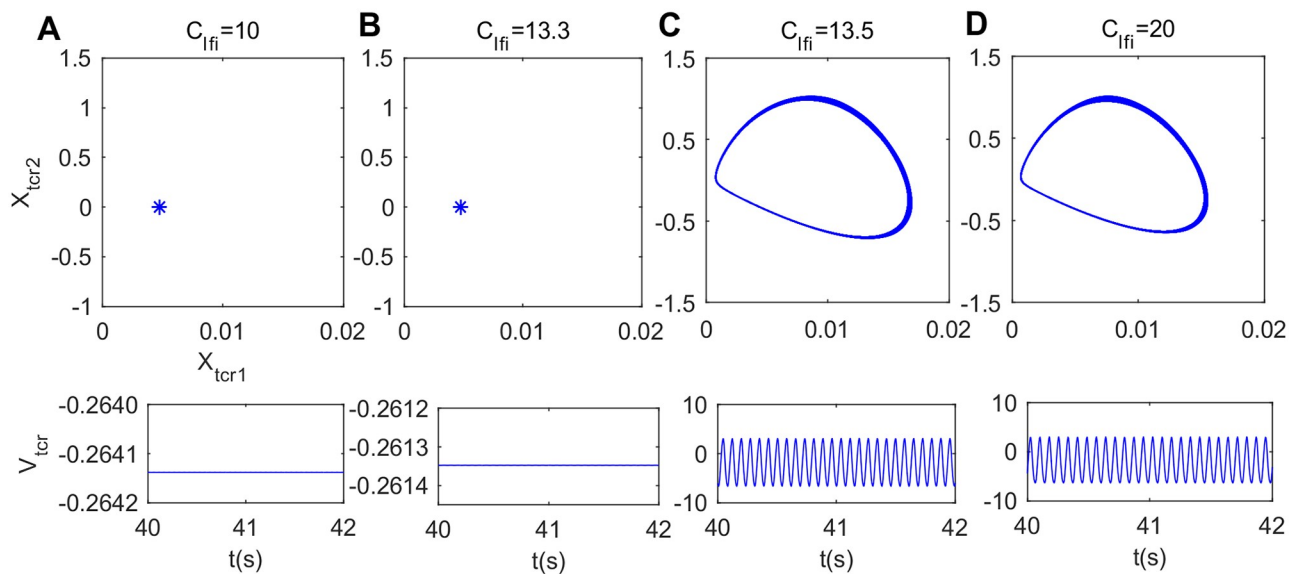 A
C_lfi=10
1.5
1
0.5
0
-0.5
-1
X_tcr2
0 0.01 0.02
X_tcr1
-0.2640
-0.2641
-0.2642
V_tcr
40 41 42
t(s)
B
C_lfi=13.3
1.5
1
0.5
0
-0.5
-1
0 0.01 0.02
-0.2612
-0.2613
-0.2614
40 41 42
t(s)
C
C_lfi=13.5
1.5
0.5
-0.5
-1.5
0 0.01 0.02
10
0
-10
40 41 42
t(s)
D
C_lfi=20
1.5
0.5
-0.5
-1.5
0 0.01 0.02
10
0
-10
40 41 42
t(s)